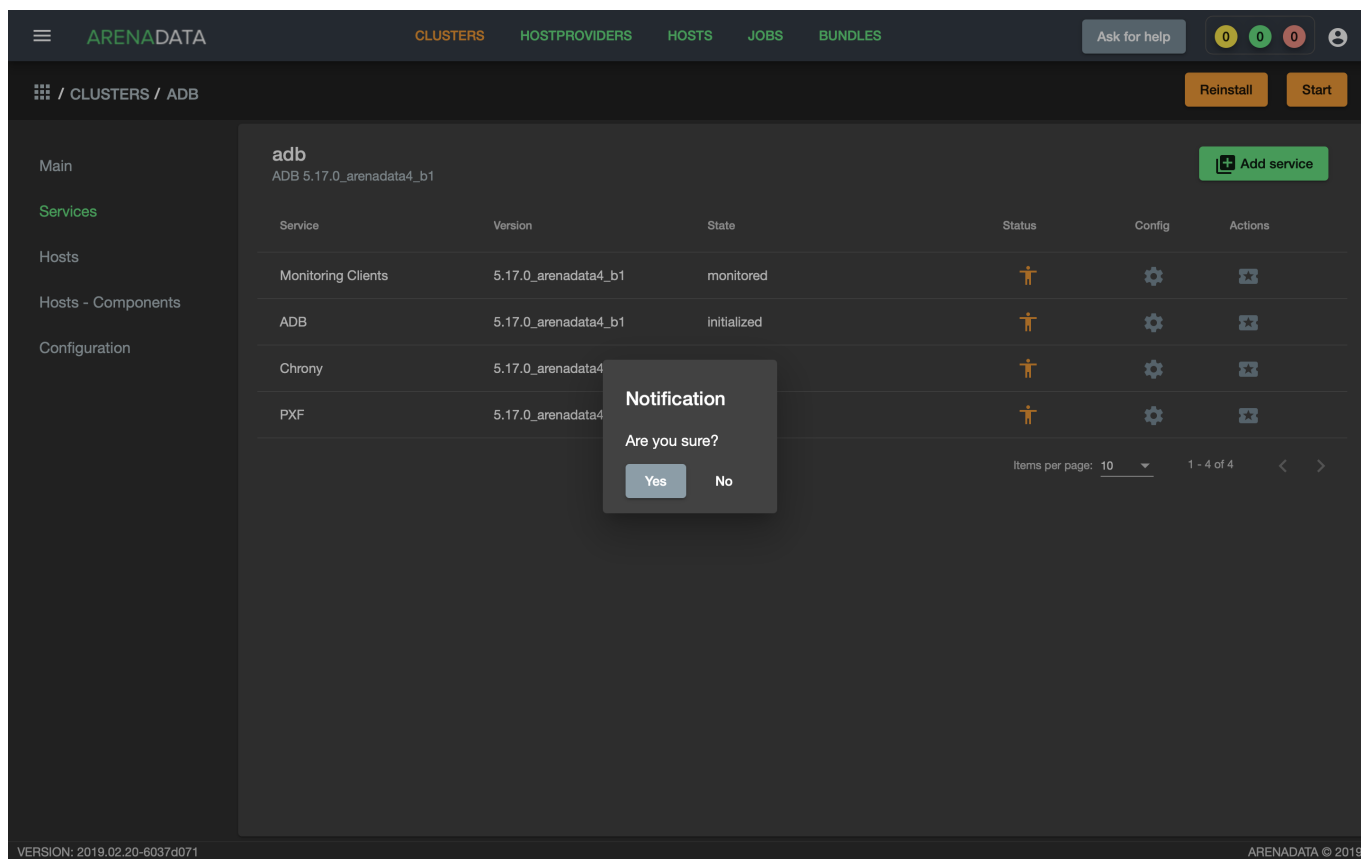 ARENADATA CLUSTERS HOSTPROVIDERS HOSTS JOBS BUNDLES Ask for help 0 0 0
/ CLUSTERS / ADB Reinstall Start
Main
Services
Hosts
Hosts - Components
Configuration
adb
ADB 5.17.0_arenadata4_b1
Add service
Service Version State Status Config Actions
Monitoring Clients 5.17.0_arenadata4_b1 monitored
ADB 5.17.0_arenadata4_b1 initialized
Chrony 5.17.0_arenadata4
PXF 5.17.0_arenadata4
Items per page: 10 1 - 4 of 4
Notification
Are you sure?
Yes No
VERSION: 2019.02.20-6037d071 ARENADATA © 2019